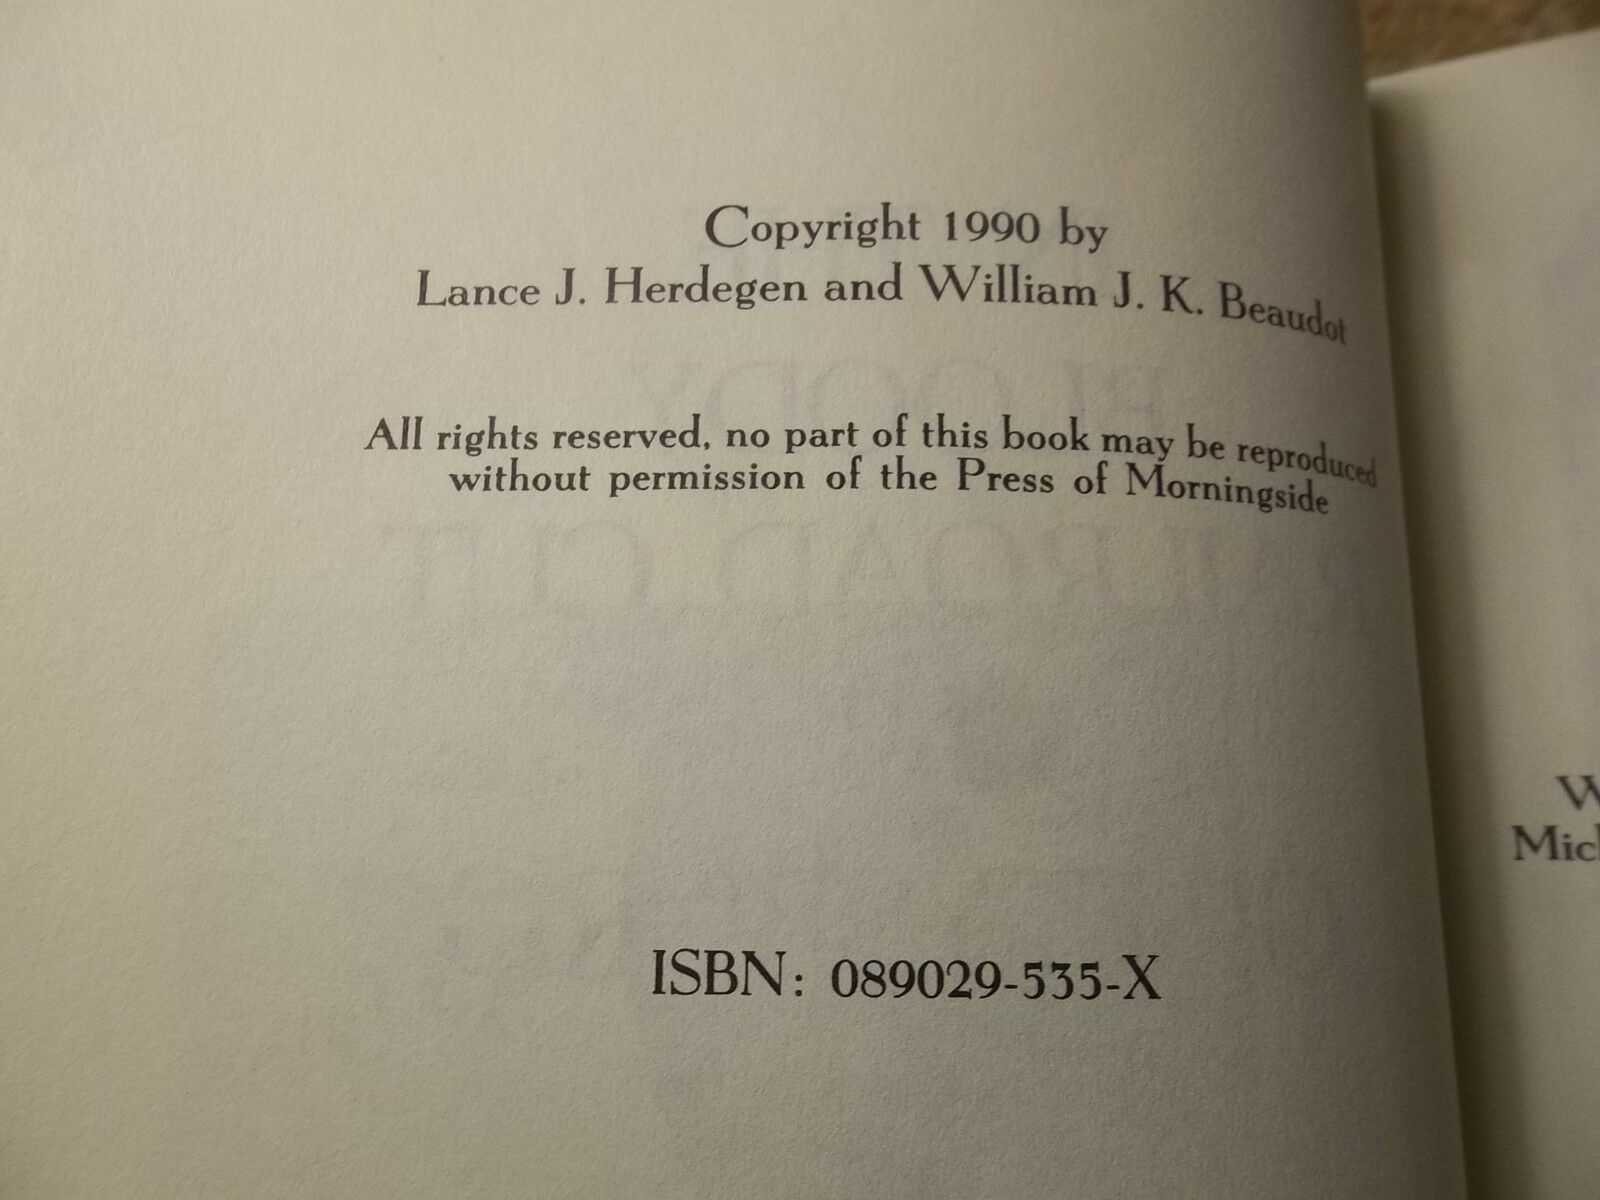 Copyright 1990 by
Lance J. Herdegen and William J. K. Beaudot
All rights reserved, no part of this book may be reproduced
without permission of the Press of Morningside
ISBN: 089029-535-X